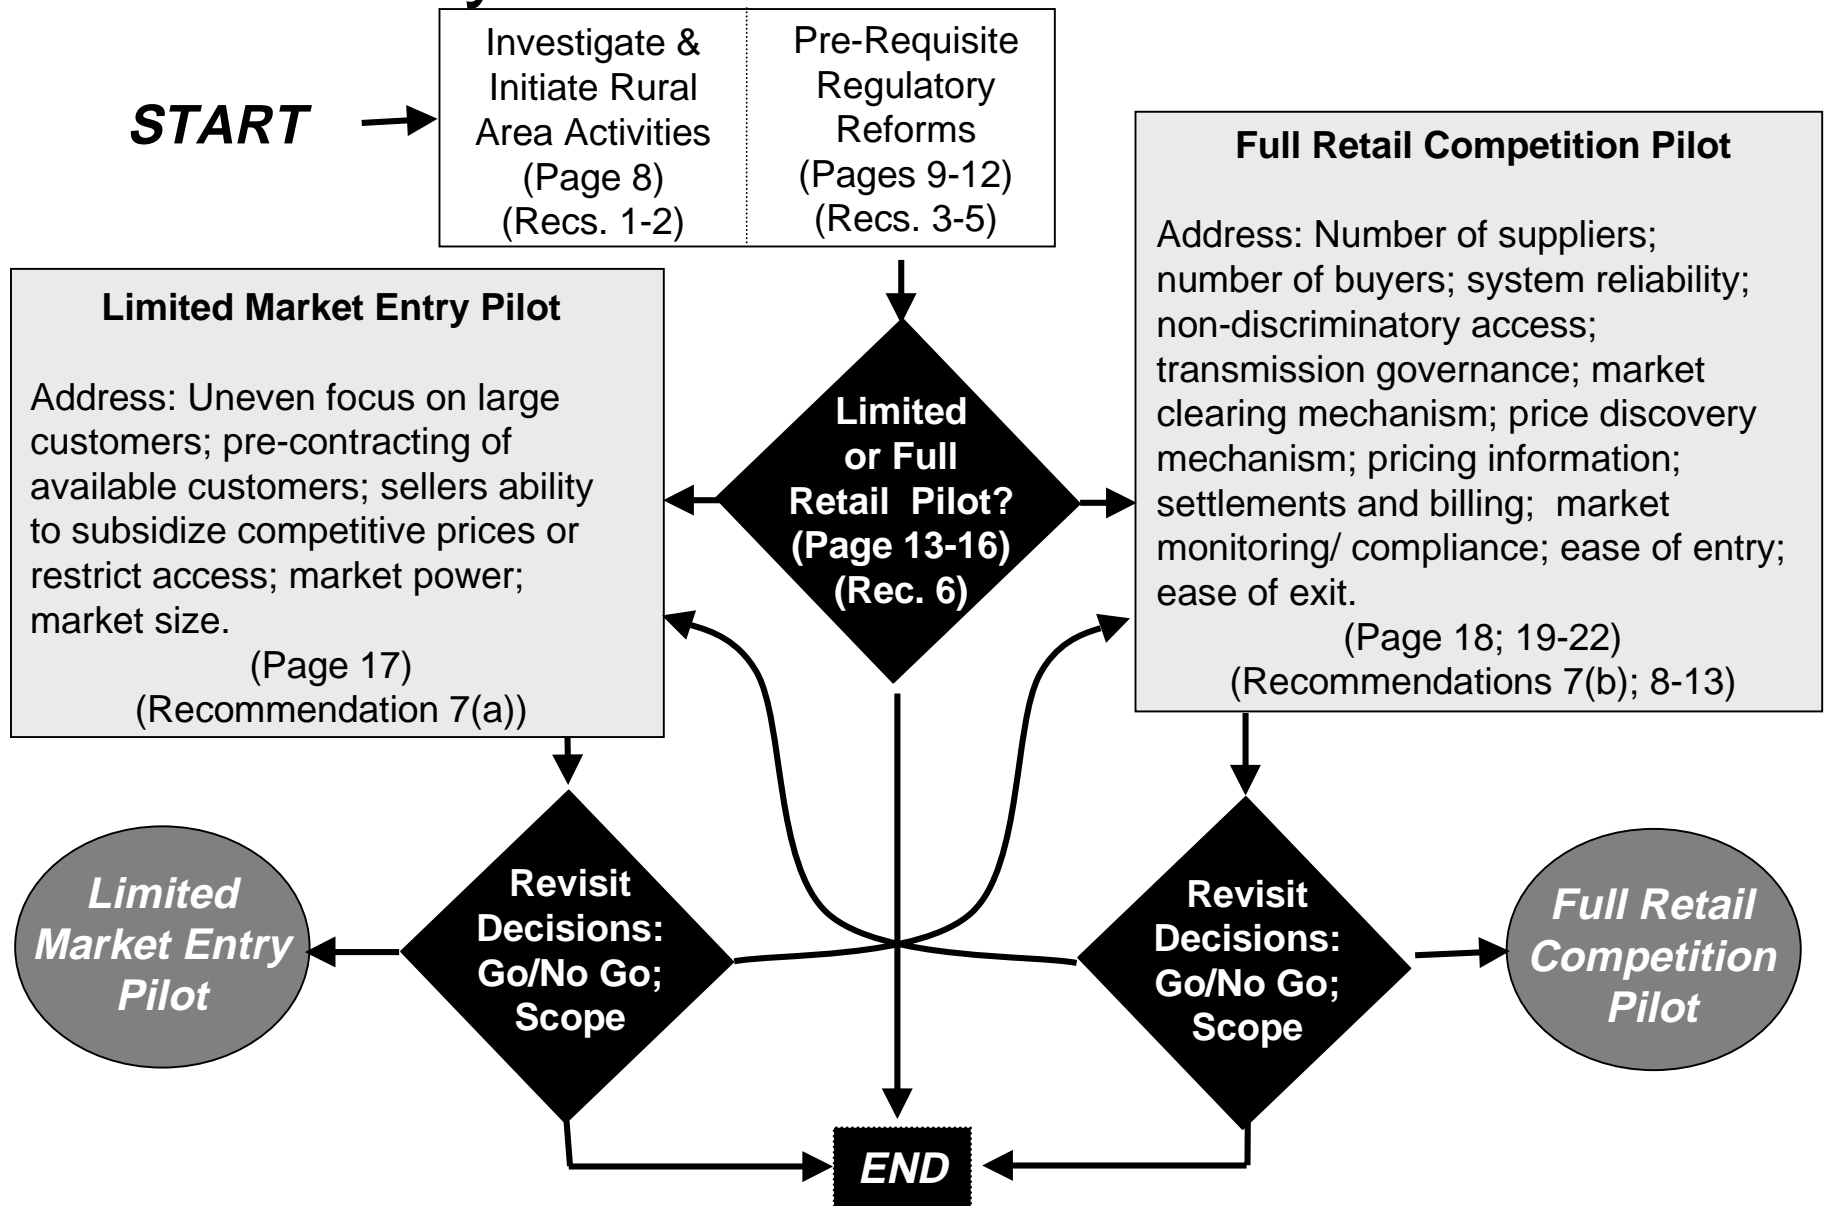 START
Investigate &
Initiate Rural
Area Activities
(Page 8)
(Recs. 1-2)
Pre-Requisite
Regulatory
Reforms
(Pages 9-12)
(Recs. 3-5)
Limited Market Entry Pilot
Address: Uneven focus on large
customers; pre-contracting of
available customers; sellers ability
to subsidize competitive prices or
restrict access; market power;
market size.
(Page 17)
(Recommendation 7(a))
Limited
or Full
Retail  Pilot?
(Page 13-16)
(Rec. 6)
Full Retail Competition Pilot
Address: Number of suppliers;
number of buyers; system reliability;
non-discriminatory access;
transmission governance; market
clearing mechanism; price discovery
mechanism; pricing information;
settlements and billing;  market
monitoring/ compliance; ease of entry;
ease of exit.
(Page 18; 19-22)
(Recommendations 7(b); 8-13)
Limited
Market Entry
Pilot
Revisit
Decisions:
Go/No Go;
Scope
Revisit
Decisions:
Go/No Go;
Scope
Full Retail
Competition
Pilot
END